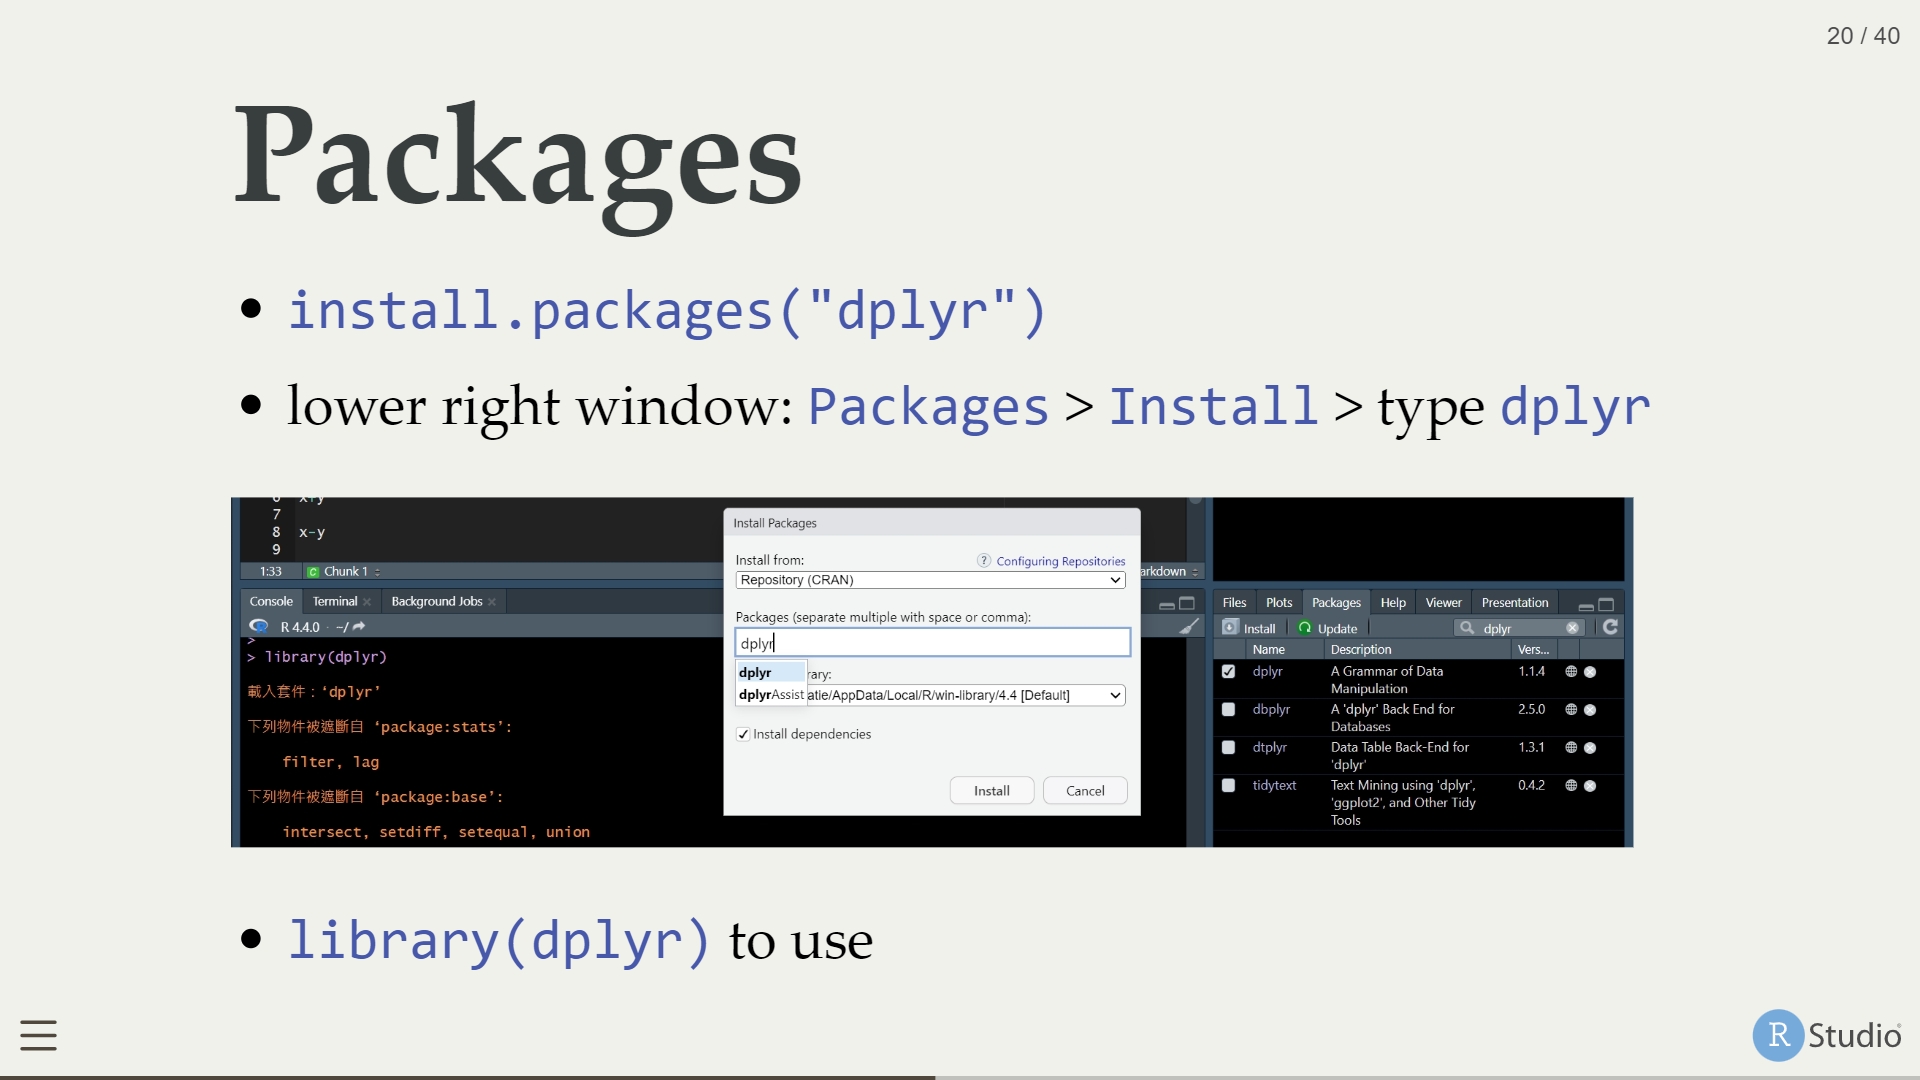 20 / 40
Packages
install.packages("dplyr")
lower right window: Packages > Install > type dplyr
7
8 x-y
9
1:33 Chunk 1
Console Terminal Background Jobs
R 4.4.0 · ~/
>
> library(dplyr)
載入套件：‘dplyr’
下列物件被遮斷自 ‘package:stats’:
filter, lag
下列物件被遮斷自 ‘package:base’:
intersect, setdiff, setequal, union
Install Packages
Install from: ? Configuring Repositories
Repository (CRAN)
Packages (separate multiple with space or comma):
dplyr
dplyr
dplyrAssist
rary:
atie/AppData/Local/R/win-library/4.4 [Default]
Install dependencies
Install Cancel
arkdown
Files Plots Packages Help Viewer Presentation
Install Update dplyr
Name Description Vers...
dplyr A Grammar of Data 1.1.4
Manipulation
dbplyr A 'dplyr' Back End for 2.5.0
Databases
dtplyr Data Table Back-End for 1.3.1
'dplyr'
tidytext Text Mining using 'dplyr', 0.4.2
'ggplot2', and Other Tidy
Tools
library(dplyr) to use
R Studio